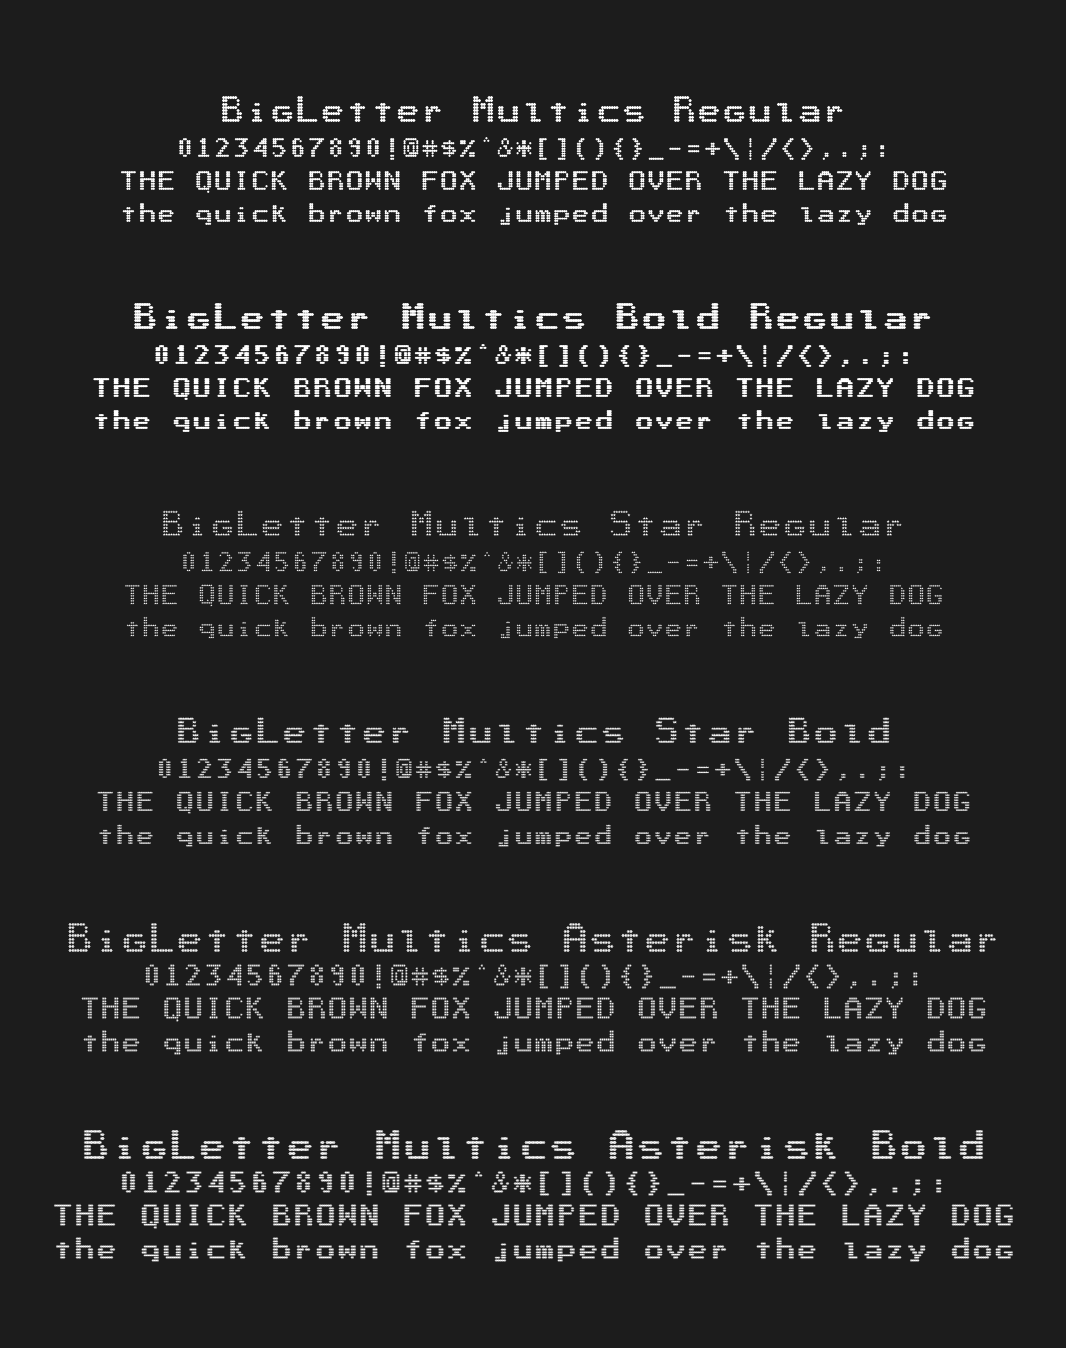 BigLetter Multics Regular
01234567890!@#$%^&*[](){}_-=+\|/<>,.;:
THE QUICK BROWN FOX JUMPED OVER THE LAZY DOG
the quick brown fox jumped over the lazy dog
BigLetter Multics Bold Regular
01234567890!@#$%^&*[](){}_-=+\|/<>,.;:
THE QUICK BROWN FOX JUMPED OVER THE LAZY DOG
the quick brown fox jumped over the lazy dog
BigLetter Multics Star Regular
01234567890!@#$%^&*[](){}_-=+\|/<>,.;:
THE QUICK BROWN FOX JUMPED OVER THE LAZY DOG
the quick brown fox jumped over the lazy dog
BigLetter Multics Star Bold
01234567890!@#$%^&*[](){}_-=+\|/<>,.;:
THE QUICK BROWN FOX JUMPED OVER THE LAZY DOG
the quick brown fox jumped over the lazy dog
BigLetter Multics Asterisk Regular
01234567890!@#$%^&*[](){}_-=+\|/<>,.;:
THE QUICK BROWN FOX JUMPED OVER THE LAZY DOG
the quick brown fox jumped over the lazy dog
BigLetter Multics Asterisk Bold
01234567890!@#$%^&*[](){}_-=+\|/<>,.;:
THE QUICK BROWN FOX JUMPED OVER THE LAZY DOG
the quick brown fox jumped over the lazy dog